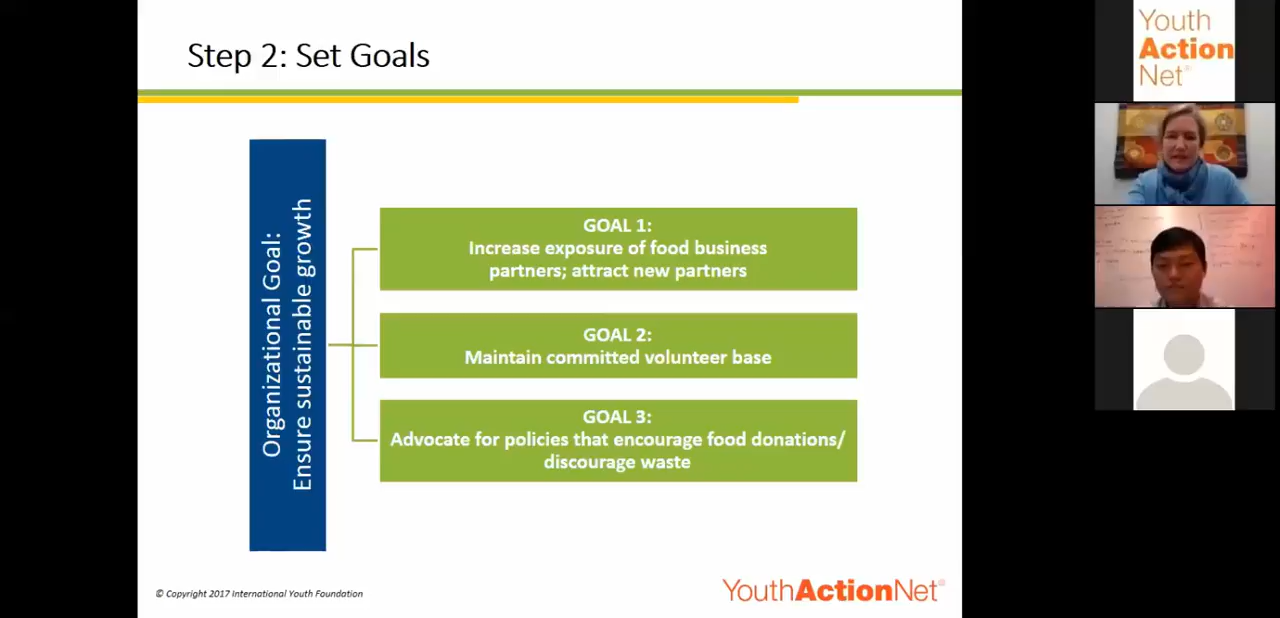 Step 2: Set Goals
Organizational Goal:
Ensure sustainable growth
GOAL 1:
Increase exposure of food business
partners; attract new partners
GOAL 2:
Maintain committed volunteer base
GOAL 3:
Advocate for policies that encourage food donations/
discourage waste
© Copyright 2017 International Youth Foundation
YouthActionNet®
Youth
Action
Net®